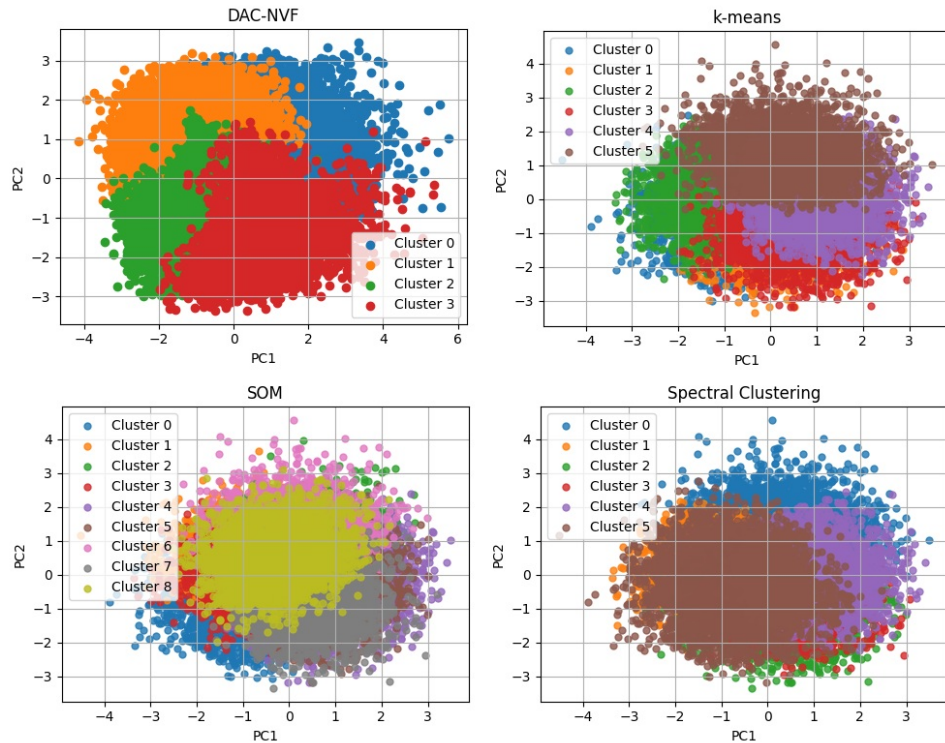 DAC-NVF
PC2
3
2
1
0
−1
−2
−3
Cluster 0
Cluster 1
Cluster 2
Cluster 3
−4 −2 0 2 4 6
PC1
k-means
PC2
4
3
2
1
0
−1
−2
−3
Cluster 0
Cluster 1
Cluster 2
Cluster 3
Cluster 4
Cluster 5
−4 −3 −2 −1 0 1 2 3
PC1
SOM
PC2
4
3
2
1
0
−1
−2
−3
Cluster 0
Cluster 1
Cluster 2
Cluster 3
Cluster 4
Cluster 5
Cluster 6
Cluster 7
Cluster 8
−4 −3 −2 −1 0 1 2 3
PC1
Spectral Clustering
PC2
4
3
2
1
0
−1
−2
−3
Cluster 0
Cluster 1
Cluster 2
Cluster 3
Cluster 4
Cluster 5
−4 −3 −2 −1 0 1 2 3
PC1